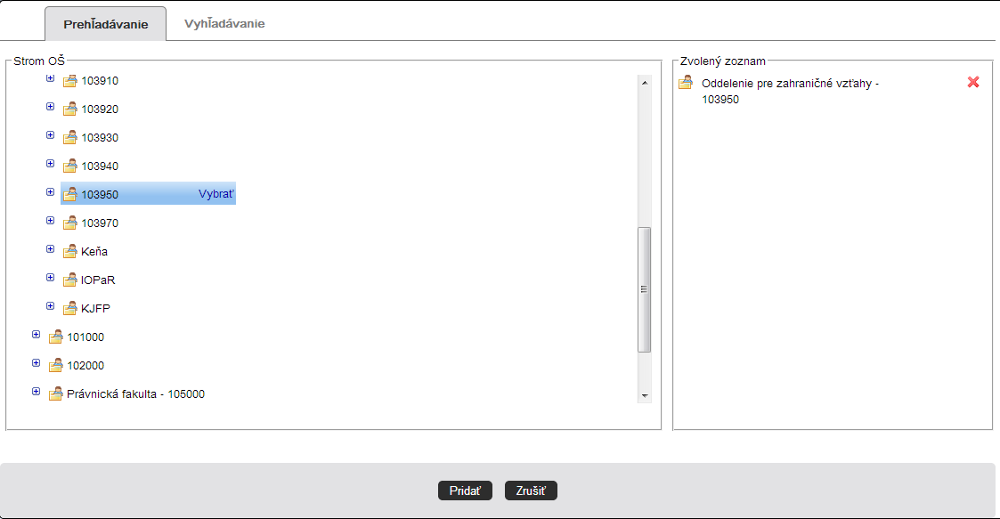 Prehľadávanie
Vyhľadávanie
Strom OŠ
103910
103920
103930
103940
103950 Vybrať
103970
Keňa
IOPaR
KJFP
101000
102000
Právnická fakulta - 105000
Zvolený zoznam
Oddelenie pre zahraničné vzťahy -
103950
Pridať
Zrušiť